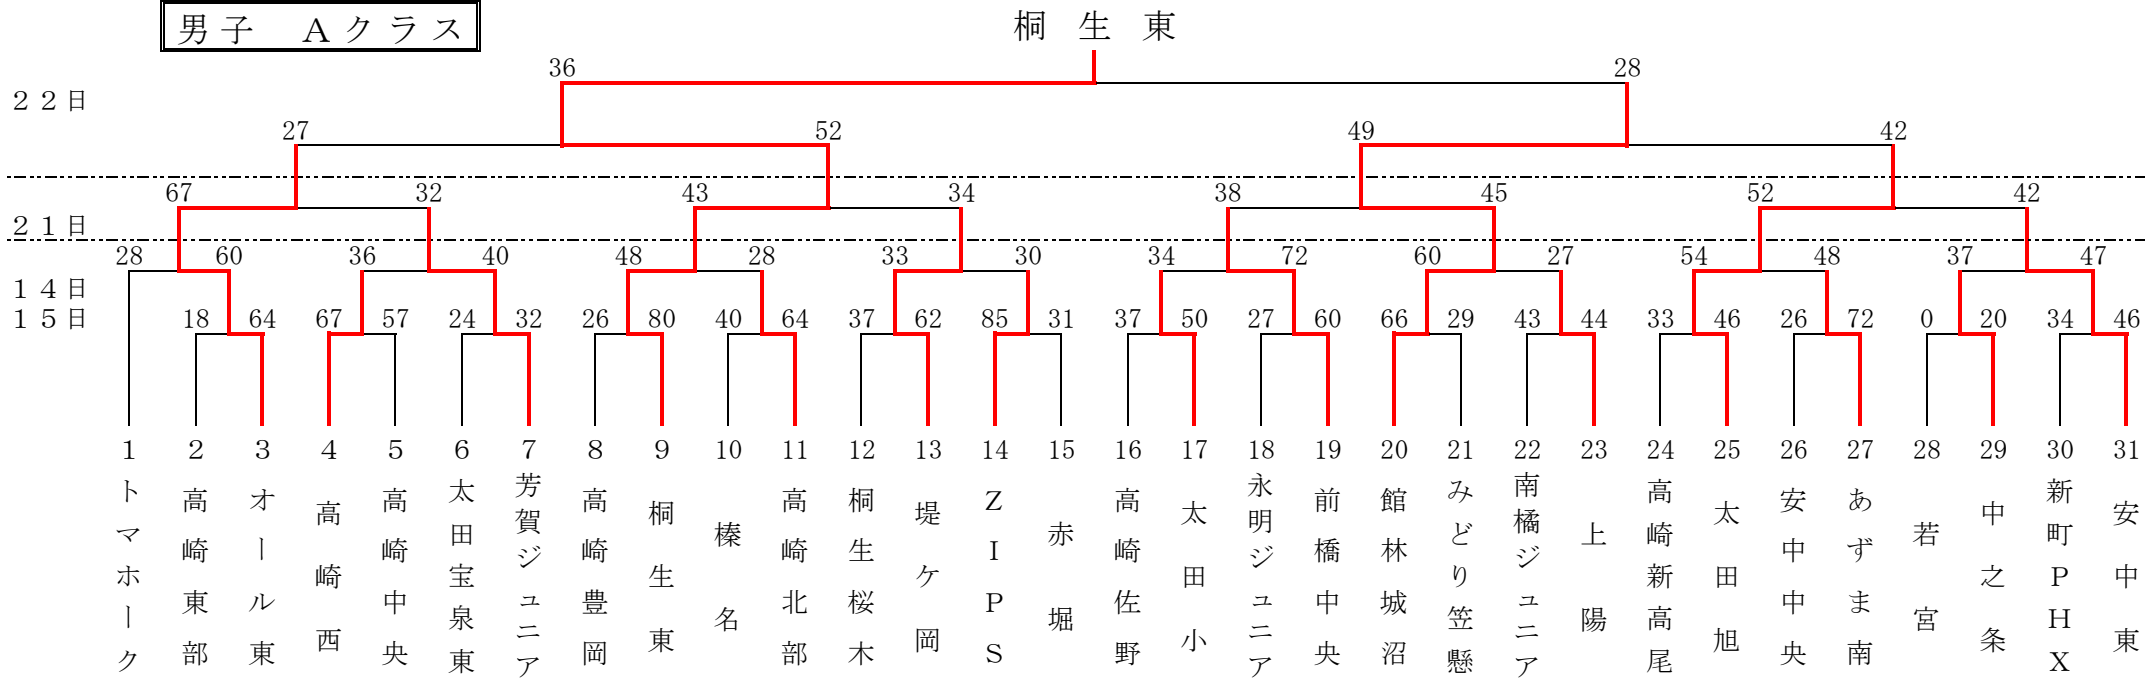 男子 Aクラス
桐生東
36 28
22日
27 52 49 42
67 32 43 34 38 45 52 42
21日
28 60 36 40 48 28 33 30 34 72 60 27 54 48 37 47
14日
15日 18 64 67 57 24 32 26 80 40 64 37 62 85 31 37 50 27 60 66 29 43 44 33 46 26 72 0 20 34 46
1 2 3 4 5 6 7 8 9 10 11 12 13 14 15 16 17 18 19 20 21 22 23 24 25 26 27 28 29 30 31
トマホーク
高崎東部
オール東
高崎西
高崎中央
太田宝泉東
芳賀ジュニア
高崎豊岡
桐生東
榛名
高崎北部
桐生桜木
堤ケ岡
ZIPS
赤堀
高崎佐野
太田小
永明ジュニア
前橋中央
館林城沼
みどり笠懸
南橘ジュニア
上陽
高崎新高尾
太田旭
安中中央
あずま南
若宮
中之条
新町PHX
安中東